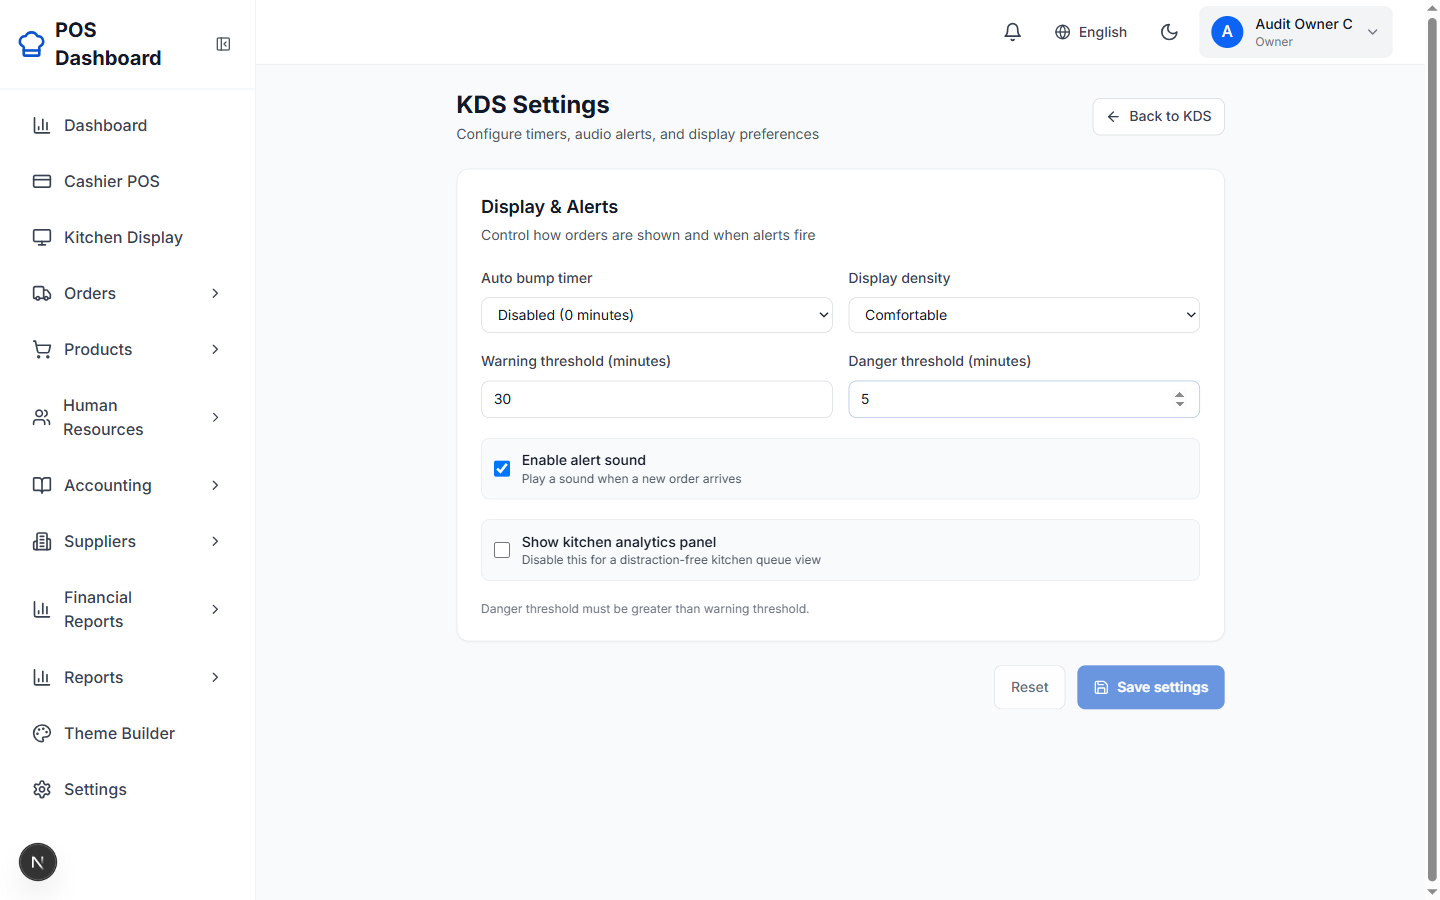 POS
Dashboard
Dashboard
Cashier POS
Kitchen Display
Orders
Products
Human
Resources
Accounting
Suppliers
Financial
Reports
Reports
Theme Builder
Settings
N
English
A
Audit Owner C
Owner
KDS Settings
Configure timers, audio alerts, and display preferences
Back to KDS
Display & Alerts
Control how orders are shown and when alerts fire
Auto bump timer
Display density
Disabled (0 minutes)
Comfortable
Warning threshold (minutes)
Danger threshold (minutes)
30
5
Enable alert sound
Play a sound when a new order arrives
Show kitchen analytics panel
Disable this for a distraction-free kitchen queue view
Danger threshold must be greater than warning threshold.
Reset
Save settings